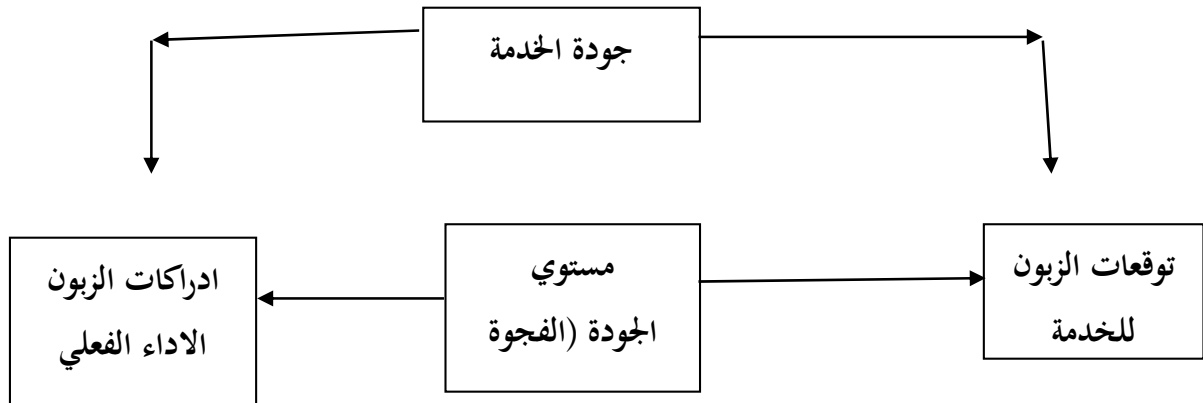 جودة الخدمة
توقعات الزبون
للخدمة
مستوي
الجودة (الفجوة
ادراكات الزبون
الاداء الفعلي